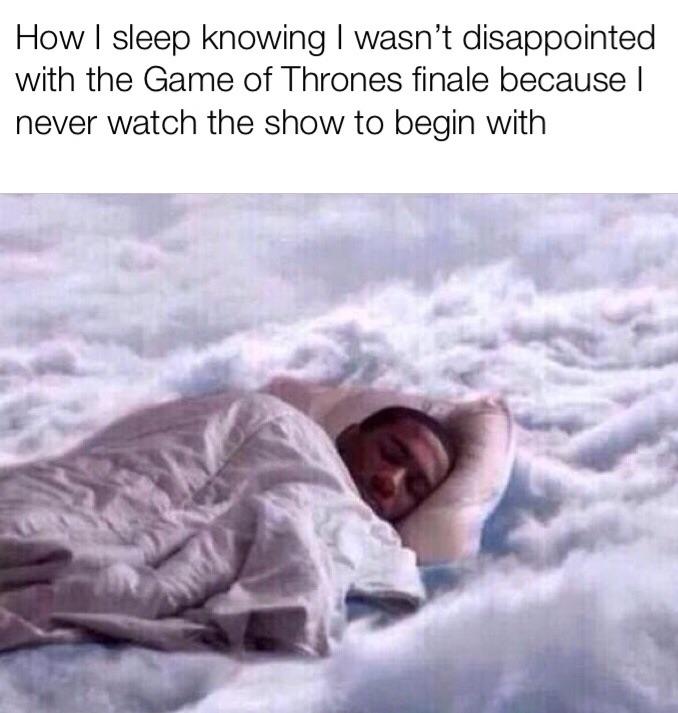 How I sleep knowing I wasn’t disappointed
with the Game of Thrones finale because I
never watch the show to begin with